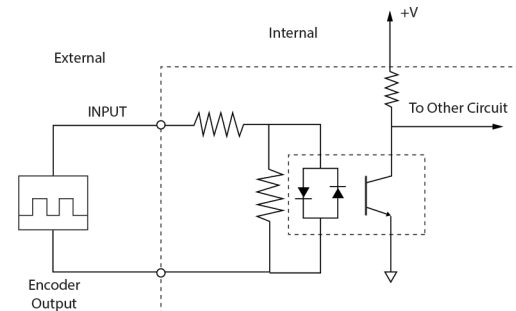 +V
Internal
External
To Other Circuit
INPUT
Encoder
Output